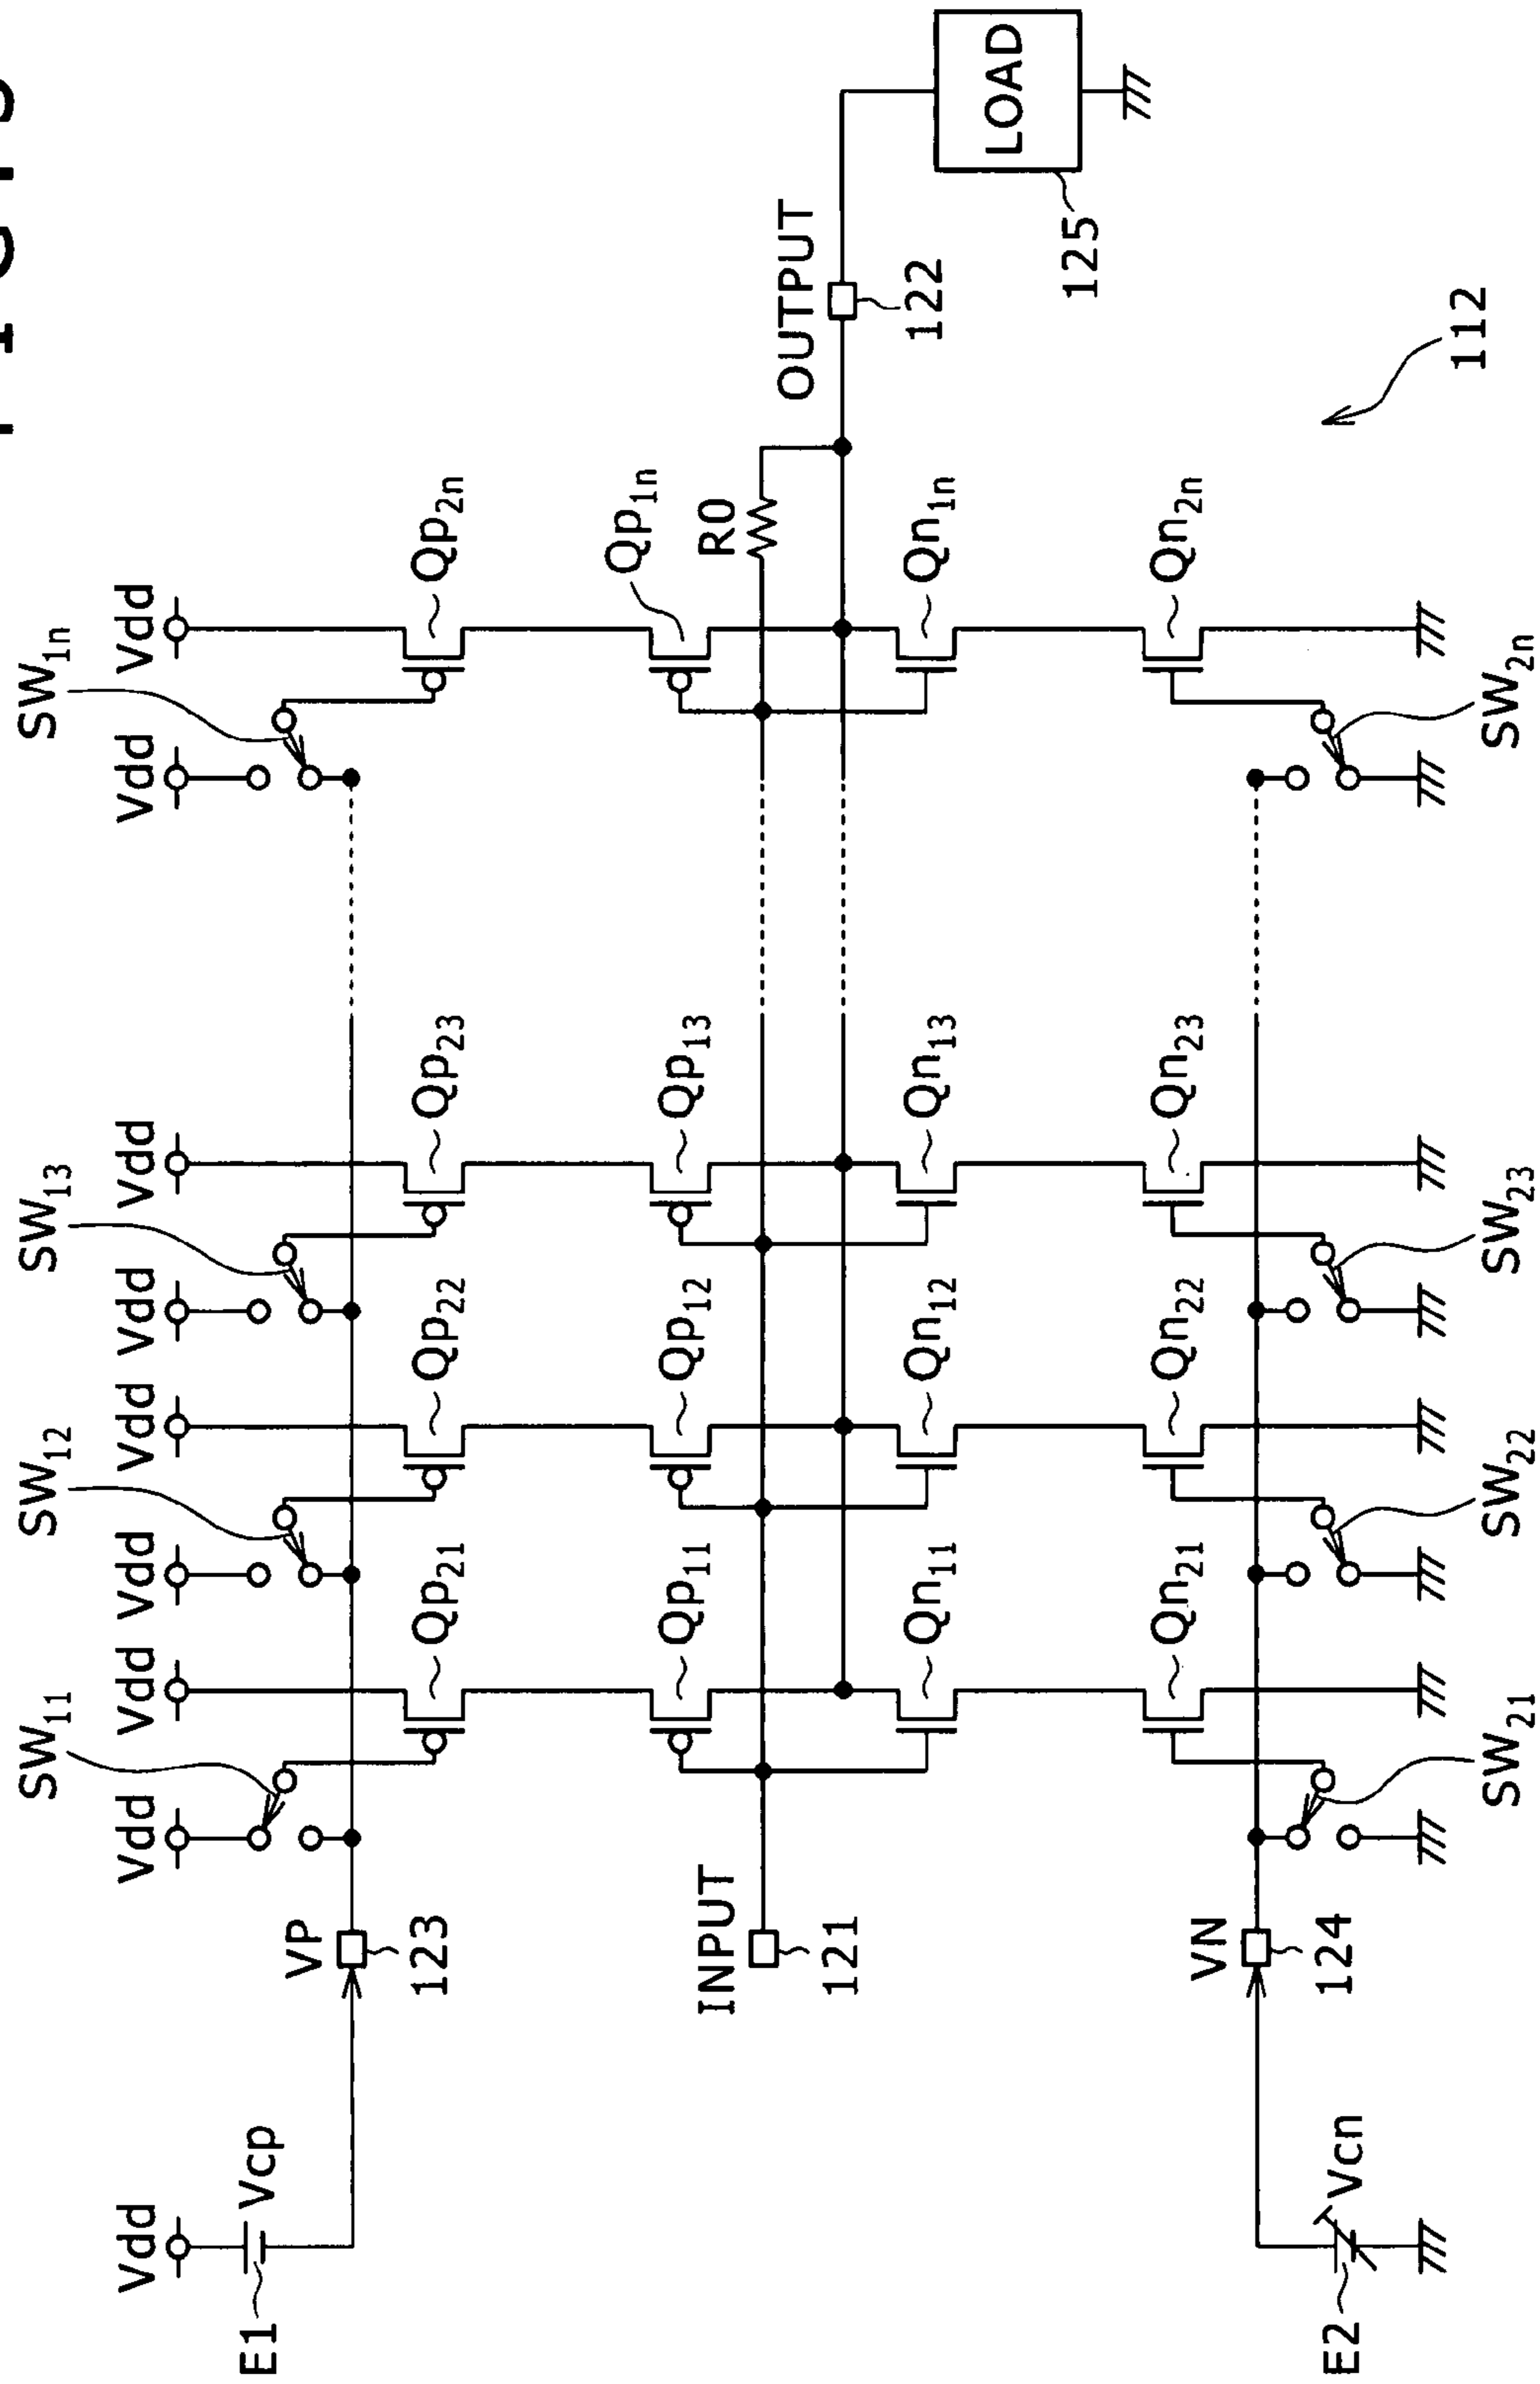 SW11
SW12
SW13
SW1n
Vdd
Vdd
Vdd
Vdd
Vdd
Vdd
Vdd
Vdd
Vdd
E1
Vcp
VP
123
Qp21
Qp22
Qp23
Qp2n
Qp11
Qp12
Qp13
Qp1n
R0
INPUT
121
OUTPUT
122
LOAD
125
Qn11
Qn12
Qn13
Qn1n
Qn21
Qn22
Qn23
Qn2n
VN
124
E2
Vcn
SW21
SW22
SW23
SW2n
112